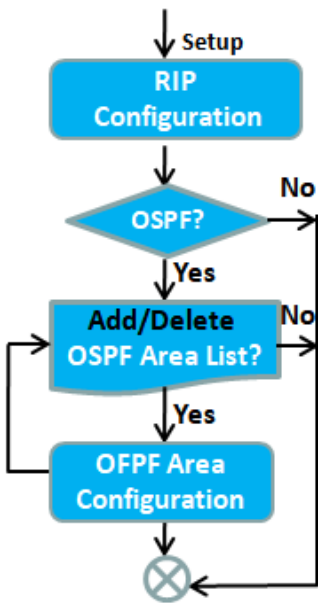 Setup
RIP
Configuration
OSPF?
No
Yes
Add/Delete
OSPF Area List?
No
Yes
OFPF Area
Configuration